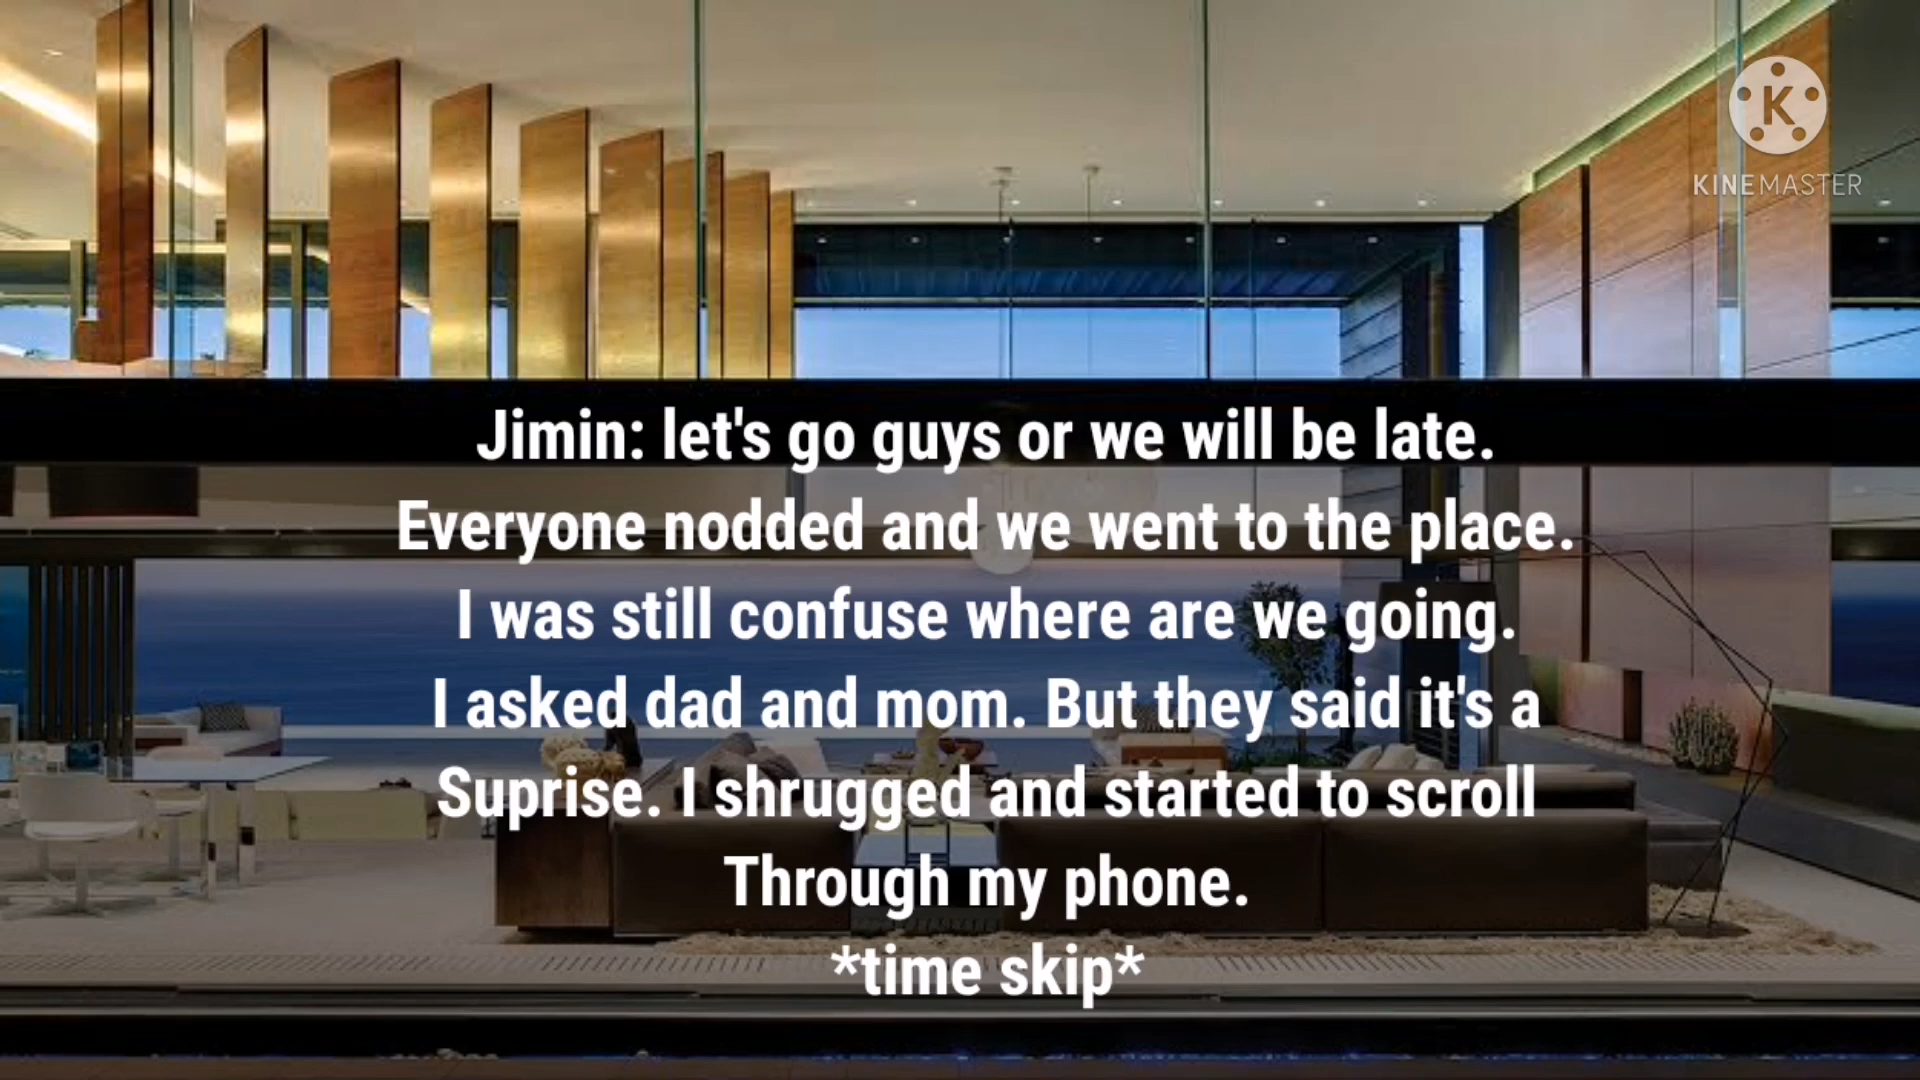 K
KINEMASTER
Jimin: let's go guys or we will be late.
Everyone nodded and we went to the place.
I was still confuse where are we going.
I asked dad and mom. But they said it's a
Suprise. I shrugged and started to scroll
Through my phone.
*time skip*